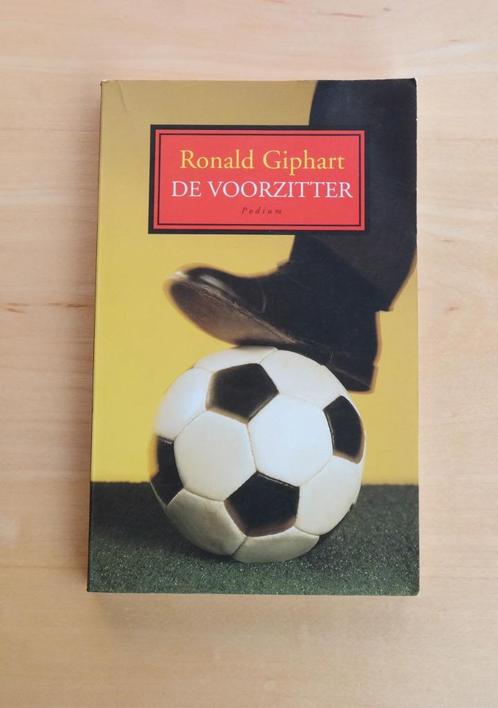 Ronald Giphart
DE VOORZITTER
Podium